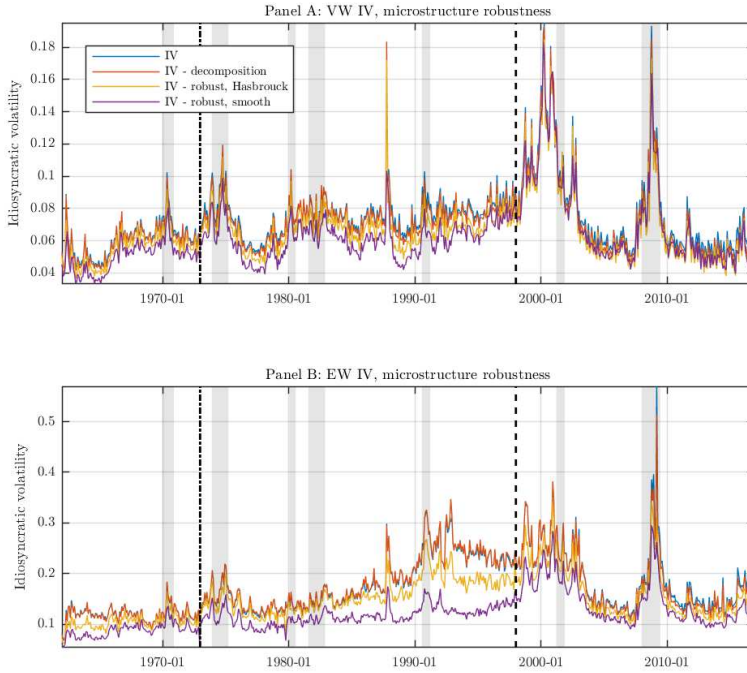 Panel A: VW IV, microstructure robustness
0.18
0.16
0.14
0.12
0.1
0.08
0.06
0.04
Idiosyncratic volatility
IV
IV - decomposition
IV - robust, Hasbrouck
IV - robust, smooth
1970-01 1980-01 1990-01 2000-01 2010-01
Panel B: EW IV, microstructure robustness
0.5
0.4
0.3
0.2
0.1
Idiosyncratic volatility
1970-01 1980-01 1990-01 2000-01 2010-01